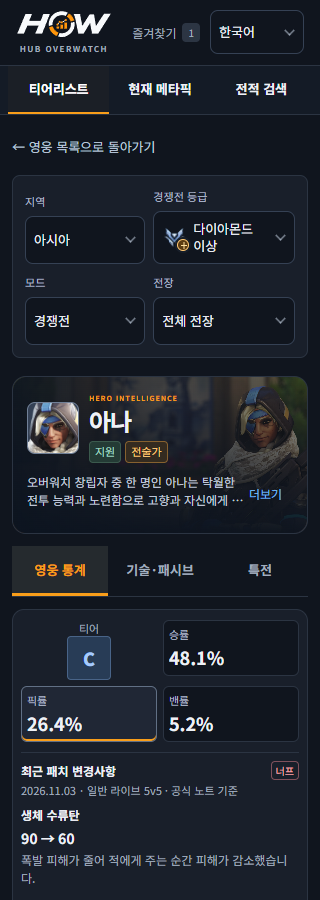 HOW
HUB OVERWATCH
즐겨찾기 1
한국어
티어리스트 현재 메타픽 전적 검색
← 영웅 목록으로 돌아가기
지역 경쟁전 등급
아시아 다이아몬드
이상
모드 전장
경쟁전 전체 전장
HERO INTELLIGENCE
아나
지원 전술가
오버워치 창립자 중 한 명인 아나는 탁월한
전투 능력과 노련함으로 고향과 자신에게 … 더보기
영웅 통계 기술·패시브 특전
티어 승률
C 48.1%
픽률 밴률
26.4% 5.2%
최근 패치 변경사항 너프
2026.11.03 · 일반 라이브 5v5 · 공식 노트 기준
생체 수류탄
90 → 60
폭발 피해가 줄어 적에게 주는 순간 피해가 감소했습니
다.